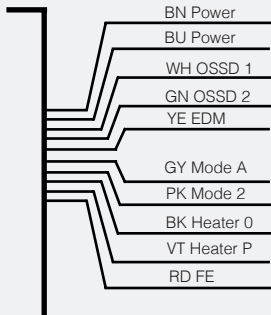 BN Power
BU Power
WH OSSD 1
GN OSSD 2
YE EDM
GY Mode A
PK Mode 2
BK Heater 0
VT Heater P
RD FE